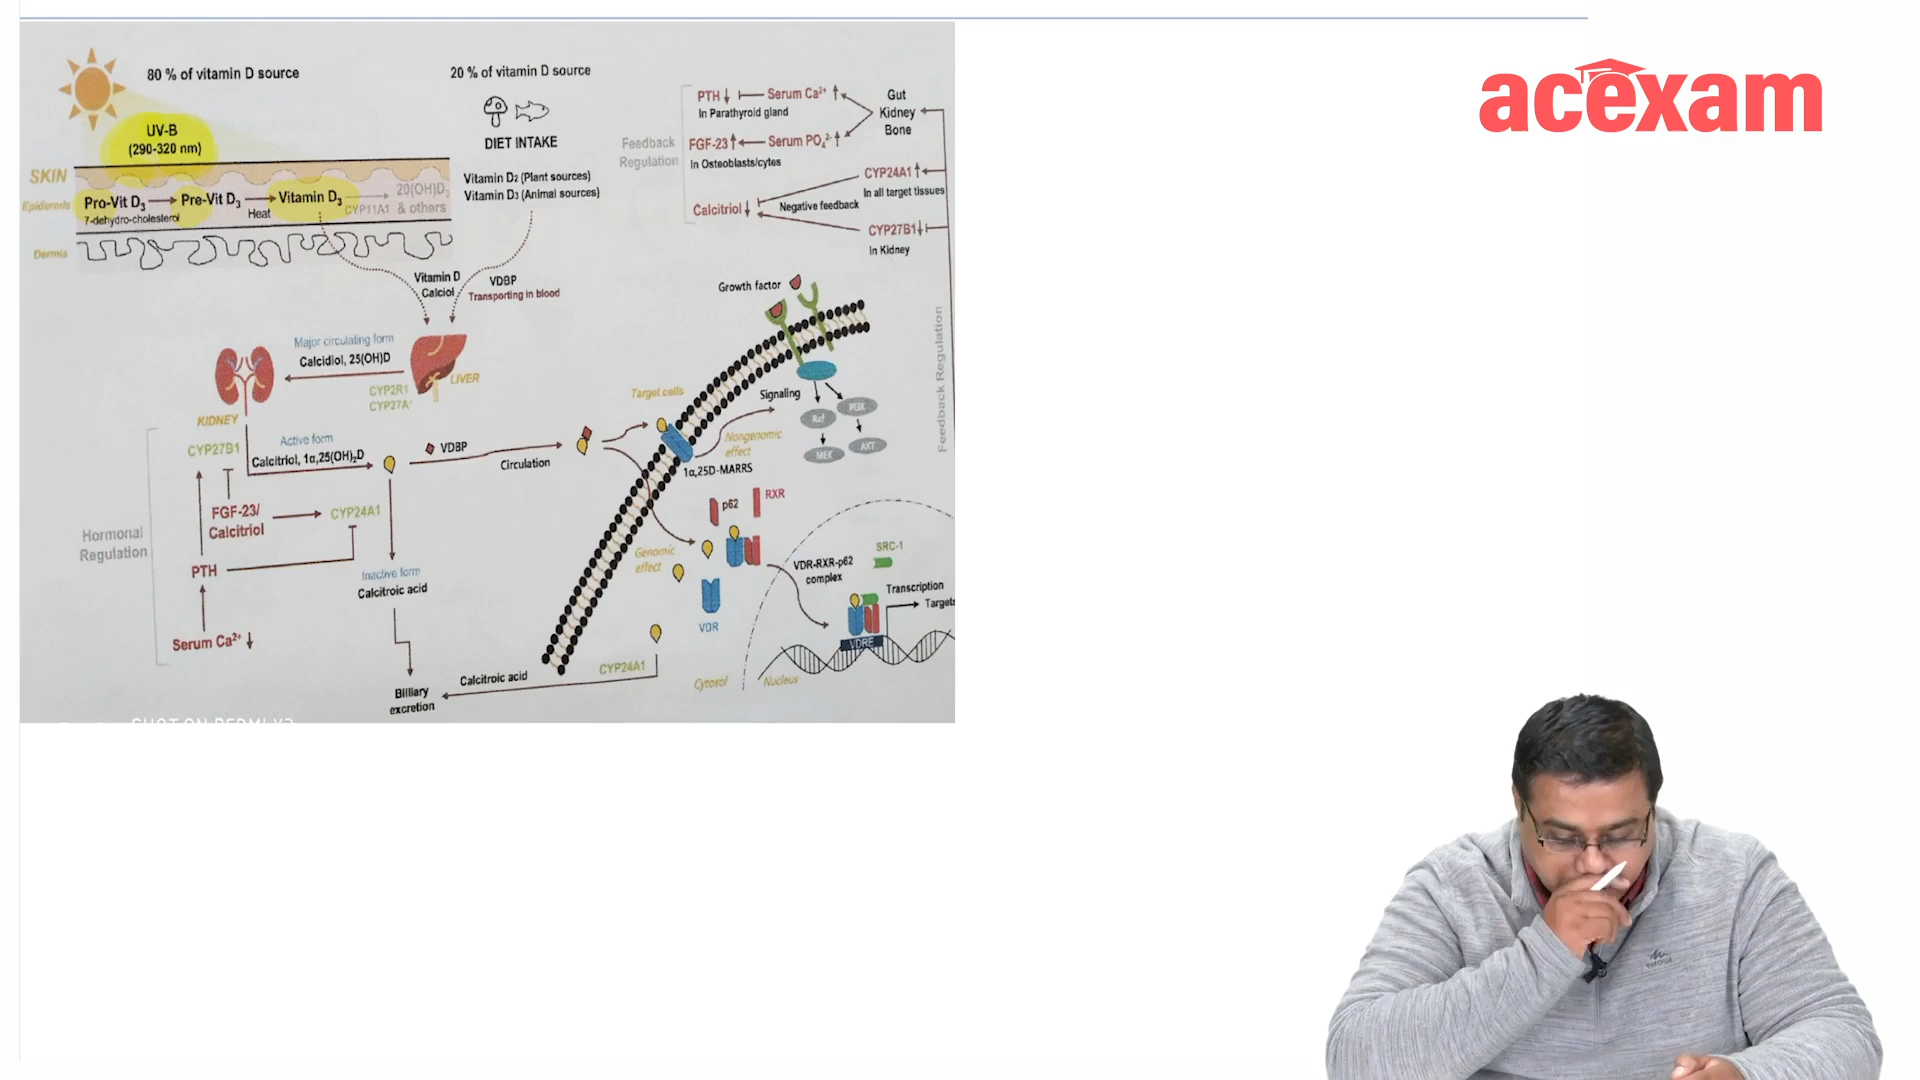 acexam
80 % of vitamin D source
20 % of vitamin D source
UV-B
(290-320 nm)
DIET INTAKE
SKIN
Epidermis
Pro-Vit D3
7-dehydro-cholesterol
Pre-Vit D3
Heat
Vitamin D3
CYP11A1
20(OH)D3
& others
Dermis
Vitamin D2 (Plant sources)
Vitamin D3 (Animal sources)
Vitamin D
Calciol
VDBP
Transporting in blood
Feedback
Regulation
PTH↓
Serum Ca2+ ↑
In Parathyroid gland
Gut
Kidney
Bone
FGF-23↑
Serum PO42- ↑
In Osteoblasts/cytes
CYP24A1↑
In all target tissues
Calcitriol↓
Negative feedback
CYP27B1↓
In Kidney
Feedback Regulation
Major circulating form
Calcidiol, 25(OH)D
CYP2R1
CYP27A
LIVER
KIDNEY
CYP27B1
Active form
Calcitriol, 1α,25(OH)2D
VDBP
Circulation
Hormonal
Regulation
FGF-23/
Calcitriol
CYP24A1
PTH
Serum Ca2+ ↓
Inactive form
Calcitroic acid
Billiary
excretion
Calcitroic acid
CYP24A1
Growth factor
Target cells
Signaling
Nongenomic
effect
1α,25D-MARRS
Raf
PI3K
MEK
AKT
p62
RXR
Genomic
effect
VDR
VDR-RXR-p62
complex
SRC-1
Transcription
Targets
VDRE
Cytosol
Nucleus